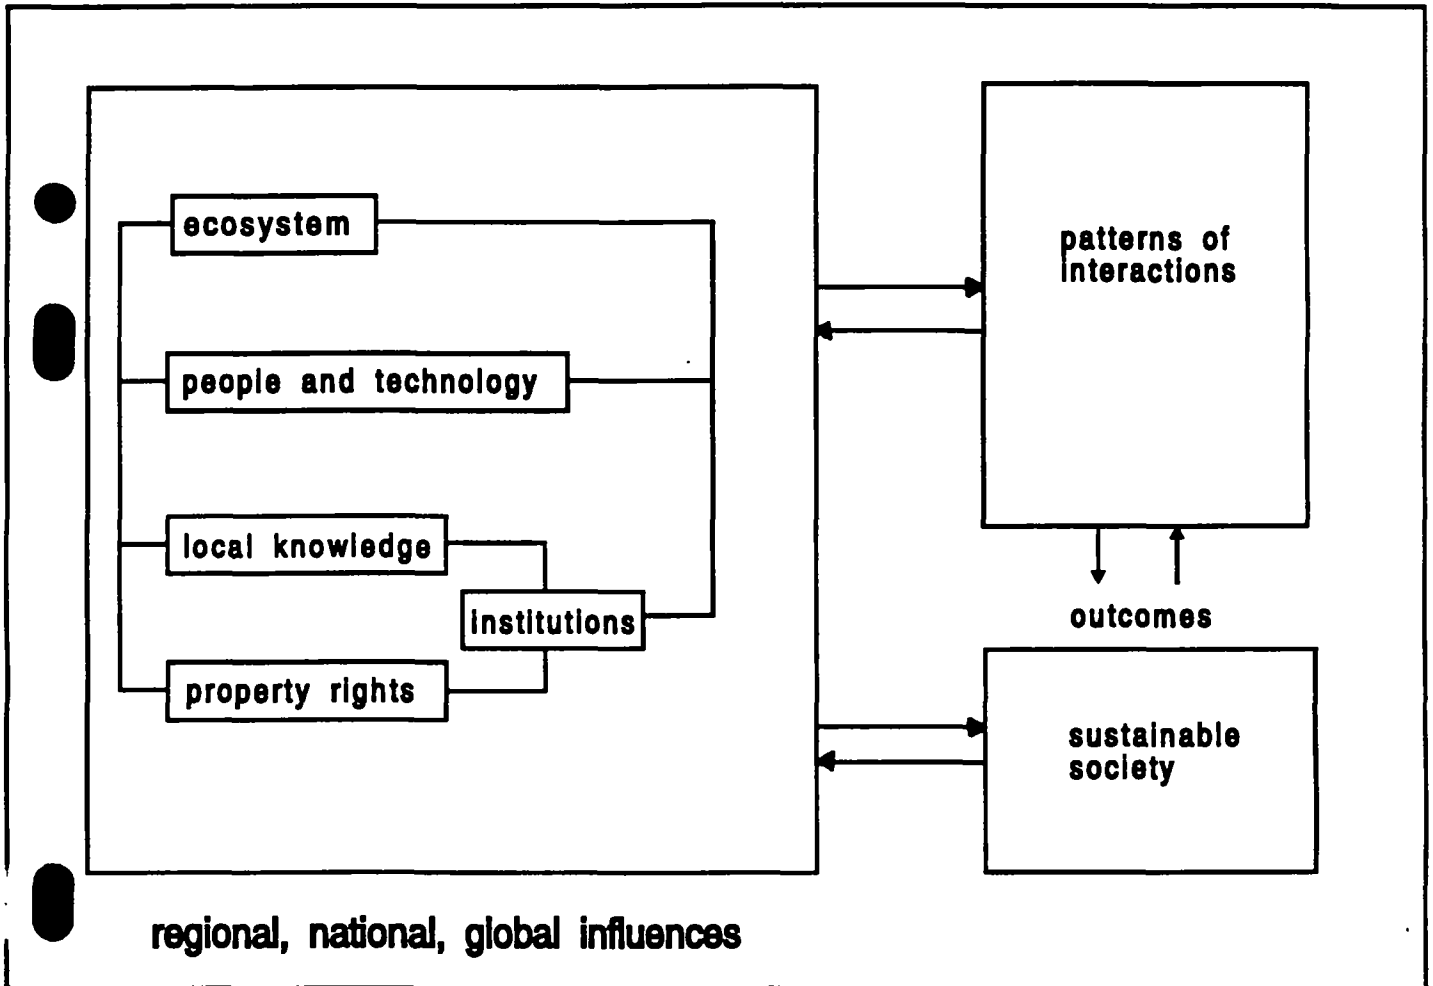 ecosystem
people and technology
local knowledge
institutions
property rights
patterns of
interactions
outcomes
sustainable
society
regional, national, global influences